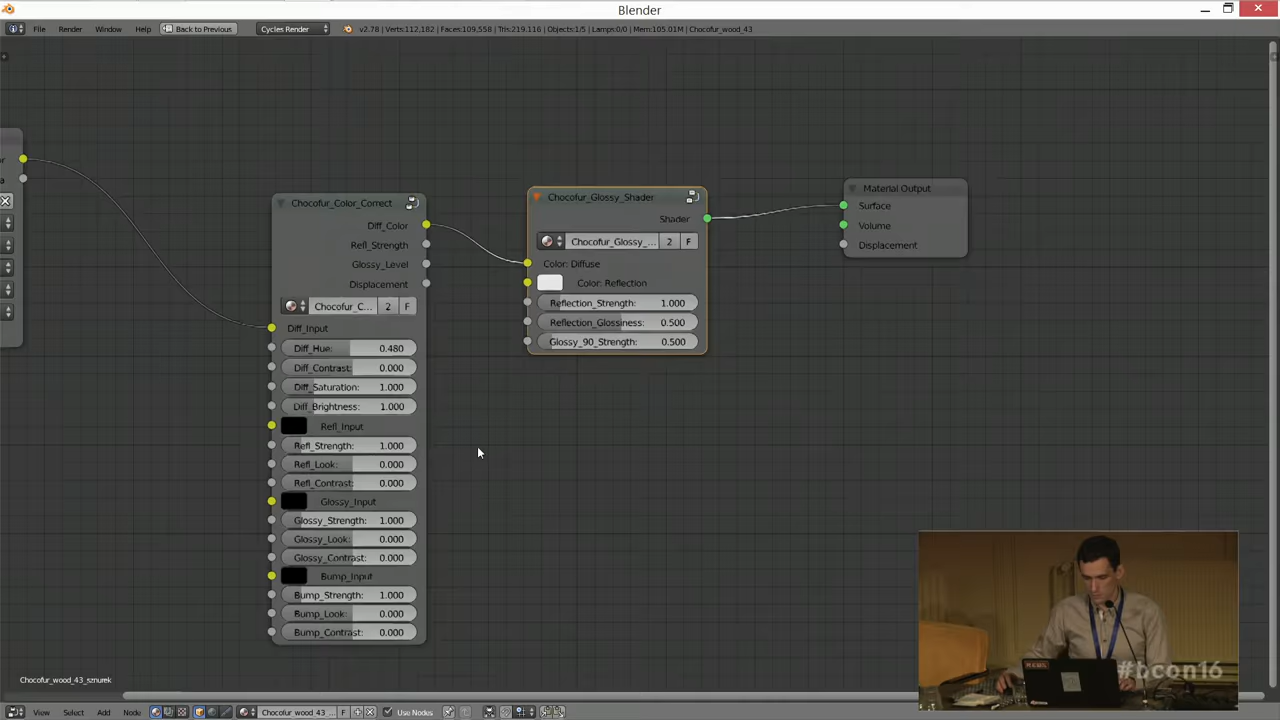 Blender
File Render Window Help Back to Previous Cycles Render v2.78 | Verts:112,182 | Faces:109,558 | Tris:219,116 | Objects:1/5 | Lamps:0/0 | Mem:105.01M | Chocofur_wood_43
Chocofur_Color_Correct
Diff_Color
Refl_Strength
Glossy_Level
Displacement
Chocofur_C... 2 F
Diff_Input
Diff_Hue: 0.480
Diff_Contrast: 0.000
Diff_Saturation: 1.000
Diff_Brightness: 1.000
Refl_Input
Refl_Strength: 1.000
Refl_Look: 0.000
Refl_Contrast: 0.000
Glossy_Input
Glossy_Strength: 1.000
Glossy_Look: 0.000
Glossy_Contrast: 0.000
Bump_Input
Bump_Strength: 1.000
Bump_Look: 0.000
Bump_Contrast: 0.000
Chocofur_Glossy_Shader
Shader
Chocofur_Glossy_... 2 F
Color: Diffuse
Color: Reflection
Reflection_Strength: 1.000
Reflection_Glossiness: 0.500
Glossy_90_Strength: 0.500
Material Output
Surface
Volume
Displacement
#bcon16
Chocofur_wood_43_sznurek
View Select Add Node Chocofur_wood_43_... F Use Nodes